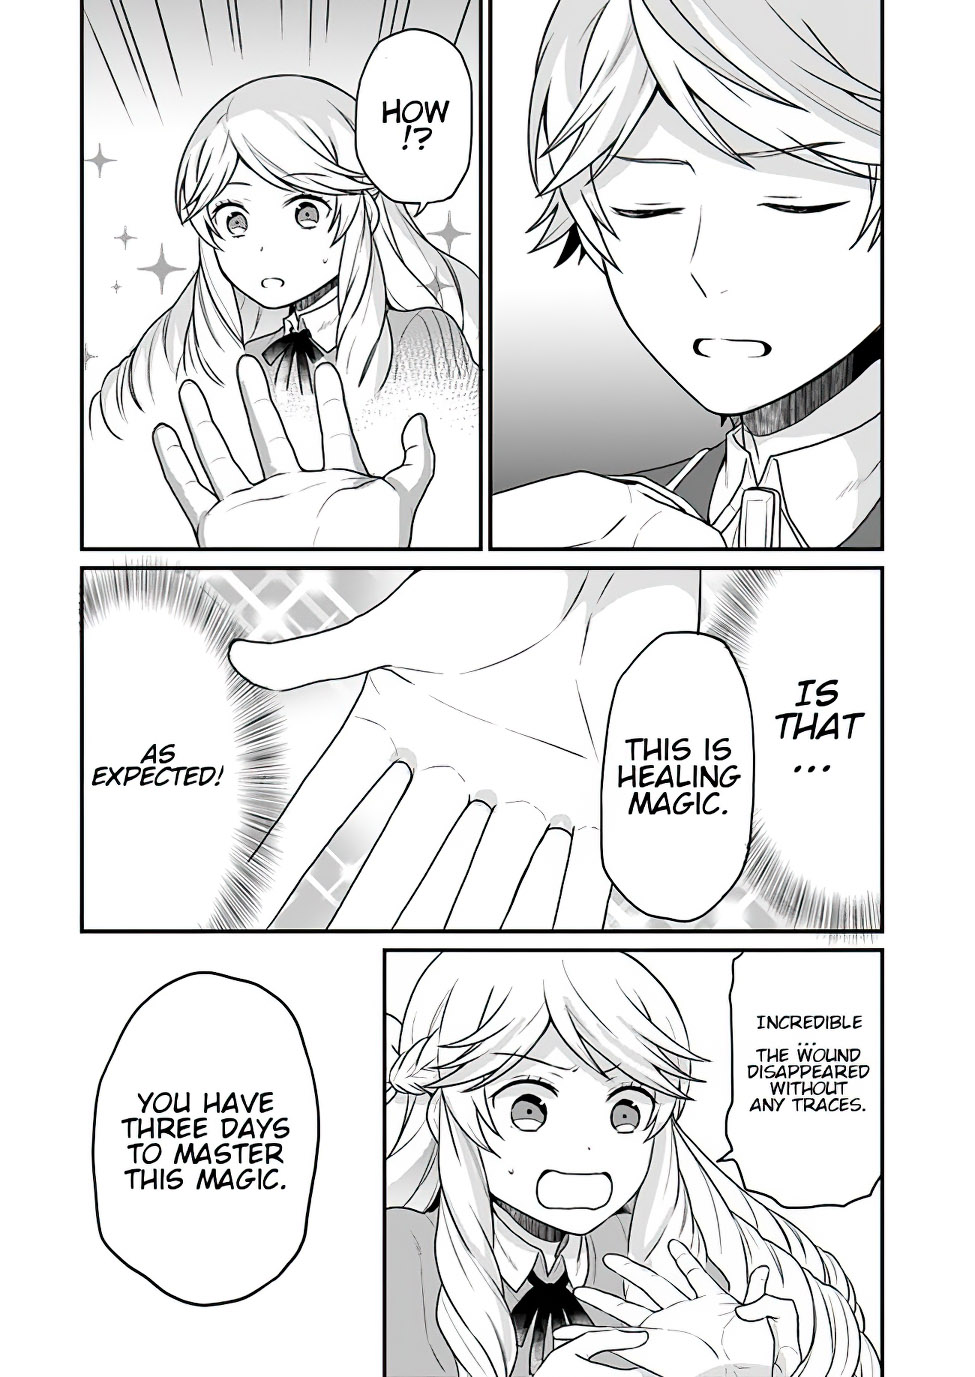 HOW
!?
IS
THAT
...
THIS IS
HEALING
MAGIC.
AS
EXPECTED!
INCREDIBLE
...
THE WOUND
DISAPPEARED
WITHOUT
ANY TRACES.
YOU HAVE
THREE DAYS
TO MASTER
THIS MAGIC.